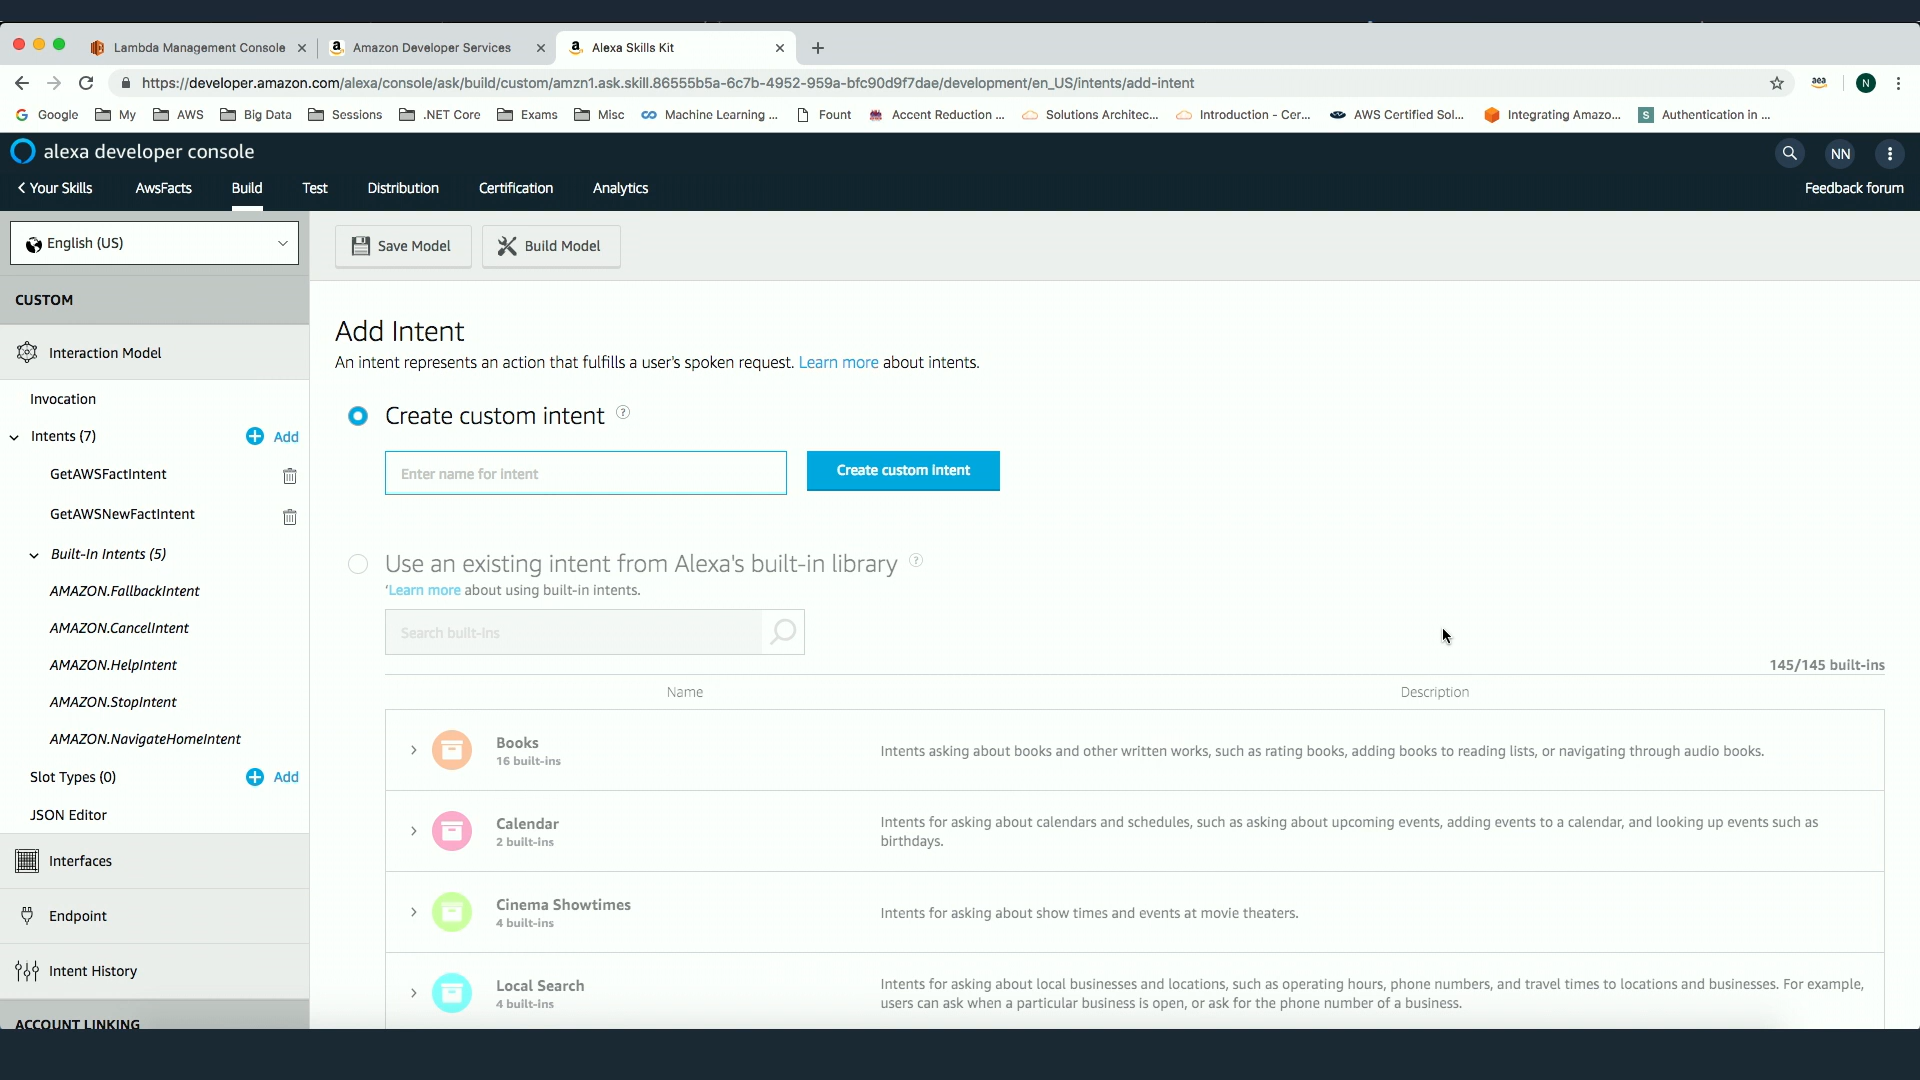 Lambda Management Console
Amazon Developer Services
Alexa Skills Kit
https://developer.amazon.com/alexa/console/ask/build/custom/amzn1.ask.skill.86555b5a-6c7b-4952-959a-bfc90d9f7dae/development/en_US/intents/add-intent
aea
N
Google
My
AWS
Big Data
Sessions
.NET Core
Exams
Misc
Machine Learning ...
Fount
Accent Reduction ...
Solutions Architec...
Introduction - Cer...
AWS Certified Sol...
Integrating Amazo...
Authentication in ...
alexa developer console
NN
Your Skills
AwsFacts
Build
Test
Distribution
Certification
Analytics
Feedback forum
English (US)
Save Model
Build Model
CUSTOM
Interaction Model
Invocation
Intents (7)
Add
GetAWSFactIntent
GetAWSNewFactIntent
Built-In Intents (5)
AMAZON.FallbackIntent
AMAZON.CancelIntent
AMAZON.HelpIntent
AMAZON.StopIntent
AMAZON.NavigateHomeIntent
Slot Types (0)
Add
JSON Editor
Interfaces
Endpoint
Intent History
ACCOUNT LINKING
Add Intent
An intent represents an action that fulfills a user's spoken request. Learn more about intents.
Create custom intent ?
Enter name for intent
Create custom intent
Use an existing intent from Alexa's built-in library ?
'Learn more about using built-in intents.
Search built-ins
145/145 built-ins
Name
Description
Books
16 built-ins
Intents asking about books and other written works, such as rating books, adding books to reading lists, or navigating through audio books.
Calendar
2 built-ins
Intents for asking about calendars and schedules, such as asking about upcoming events, adding events to a calendar, and looking up events such as
birthdays.
Cinema Showtimes
4 built-ins
Intents for asking about show times and events at movie theaters.
Local Search
4 built-ins
Intents for asking about local businesses and locations, such as operating hours, phone numbers, and travel times to locations and businesses. For example,
users can ask when a particular business is open, or ask for the phone number of a business.